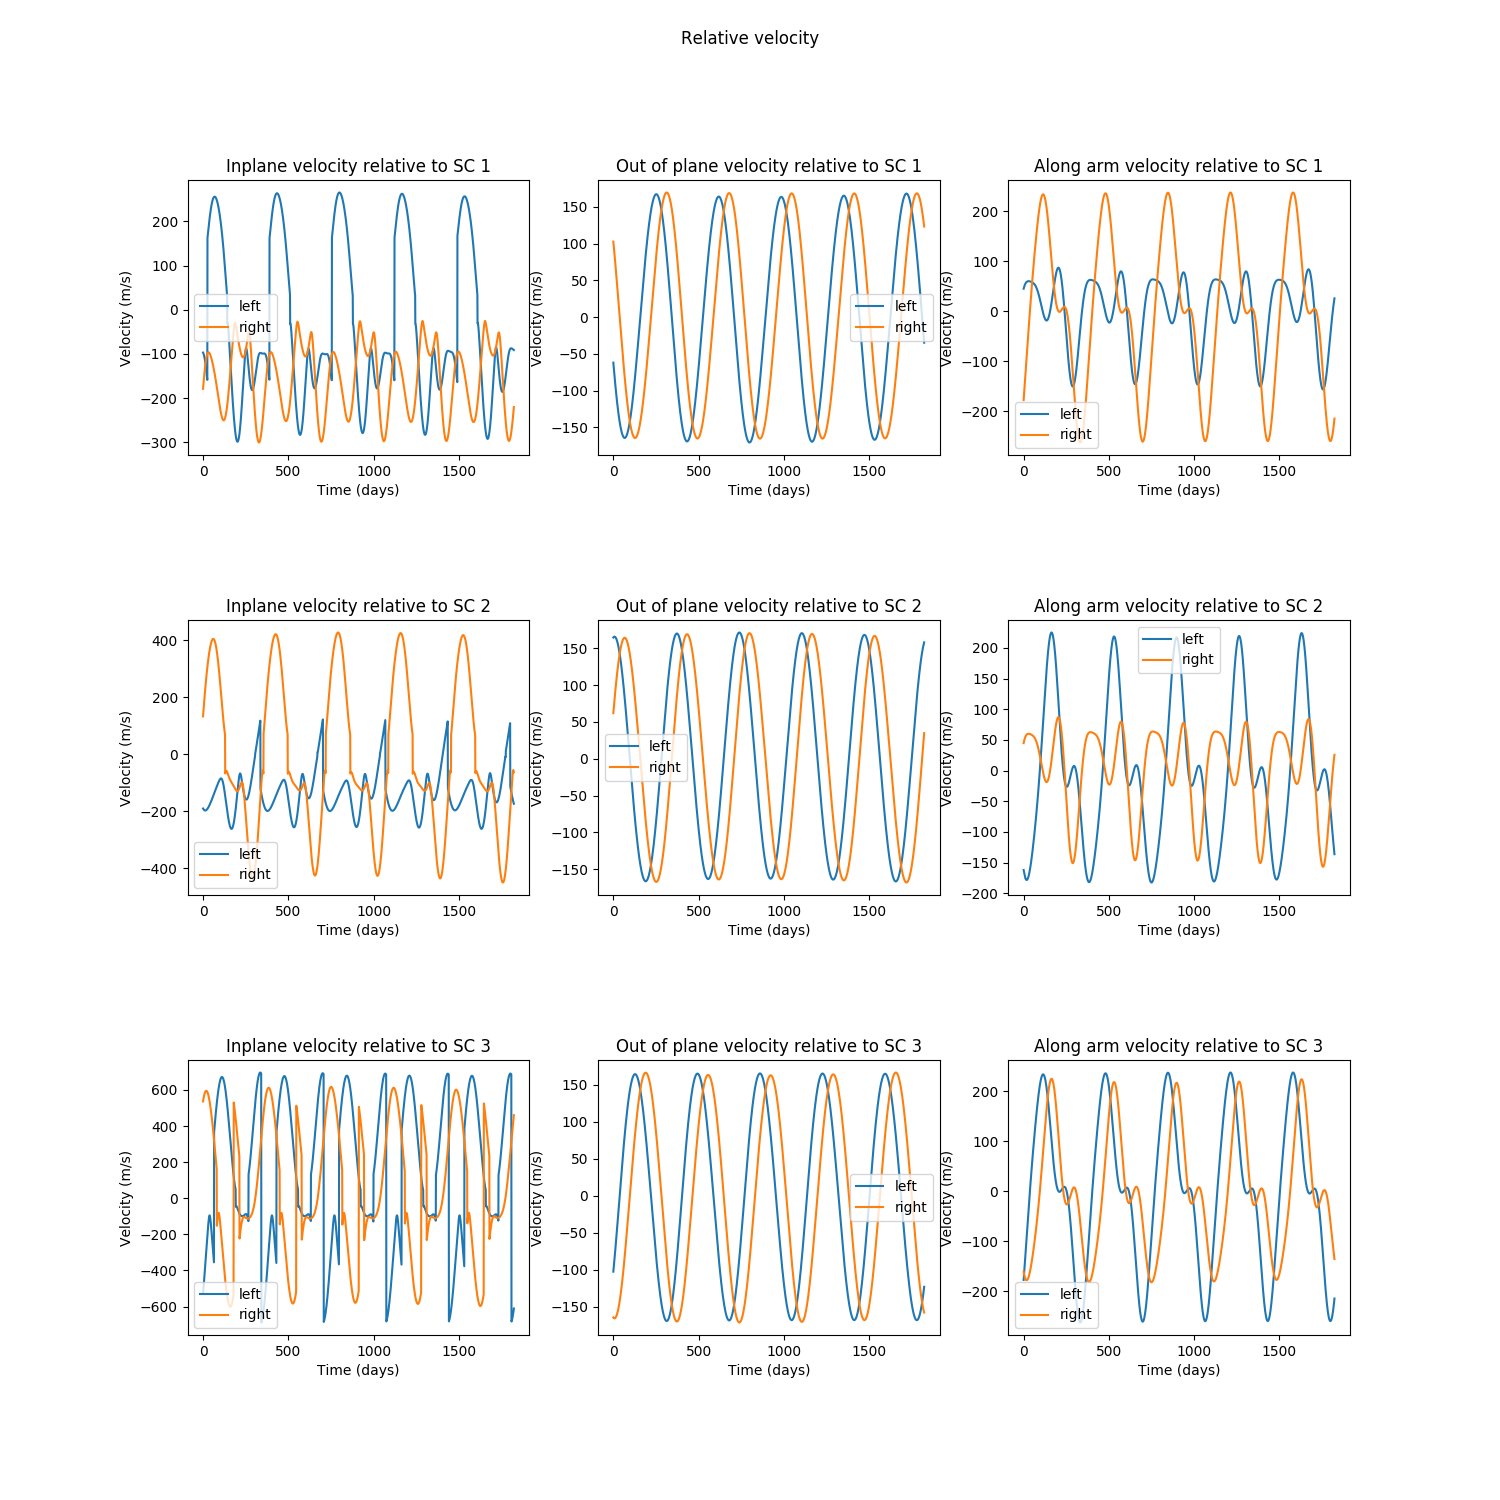 Relative velocity
Inplane velocity relative to SC 1
Velocity (m/s)
200
100
0
−100
−200
−300
left
right
0 500 1000 1500
Time (days)
Out of plane velocity relative to SC 1
Velocity (m/s)
150
100
50
0
−50
−100
−150
left
right
0 500 1000 1500
Time (days)
Along arm velocity relative to SC 1
Velocity (m/s)
200
100
0
−100
−200
left
right
0 500 1000 1500
Time (days)
Inplane velocity relative to SC 2
Velocity (m/s)
400
200
0
−200
−400
left
right
0 500 1000 1500
Time (days)
Out of plane velocity relative to SC 2
Velocity (m/s)
150
100
50
0
−50
−100
−150
left
right
0 500 1000 1500
Time (days)
Along arm velocity relative to SC 2
Velocity (m/s)
200
150
100
50
0
−50
−100
−150
−200
left
right
0 500 1000 1500
Time (days)
Inplane velocity relative to SC 3
Velocity (m/s)
600
400
200
0
−200
−400
−600
left
right
0 500 1000 1500
Time (days)
Out of plane velocity relative to SC 3
Velocity (m/s)
150
100
50
0
−50
−100
−150
left
right
0 500 1000 1500
Time (days)
Along arm velocity relative to SC 3
Velocity (m/s)
200
100
0
−100
−200
left
right
0 500 1000 1500
Time (days)